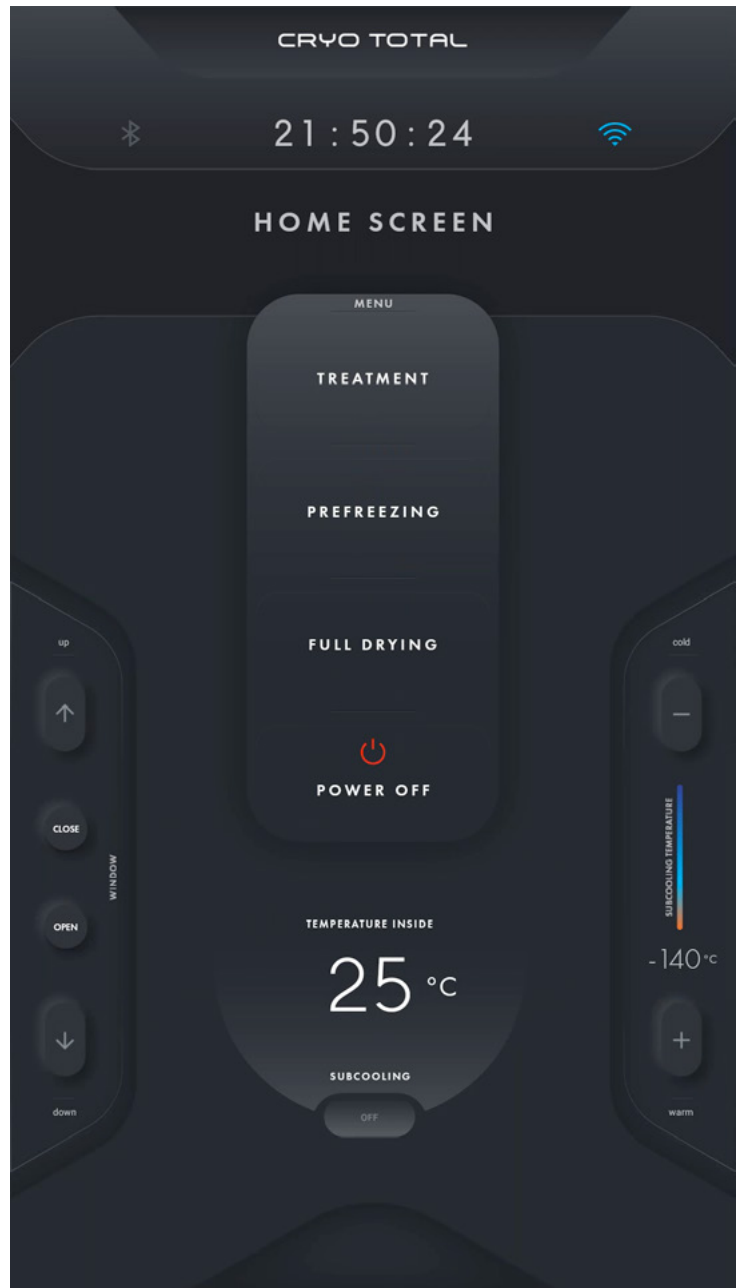 CRYO TOTAL
21:50:24
HOME SCREEN
MENU
TREATMENT
PREFREEZING
FULL DRYING
POWER OFF
up
CLOSE
WINDOW
OPEN
down
cold
SUBCOOLING TEMPERATURE
-140°C
warm
TEMPERATURE INSIDE
25 °C
SUBCOOLING
OFF